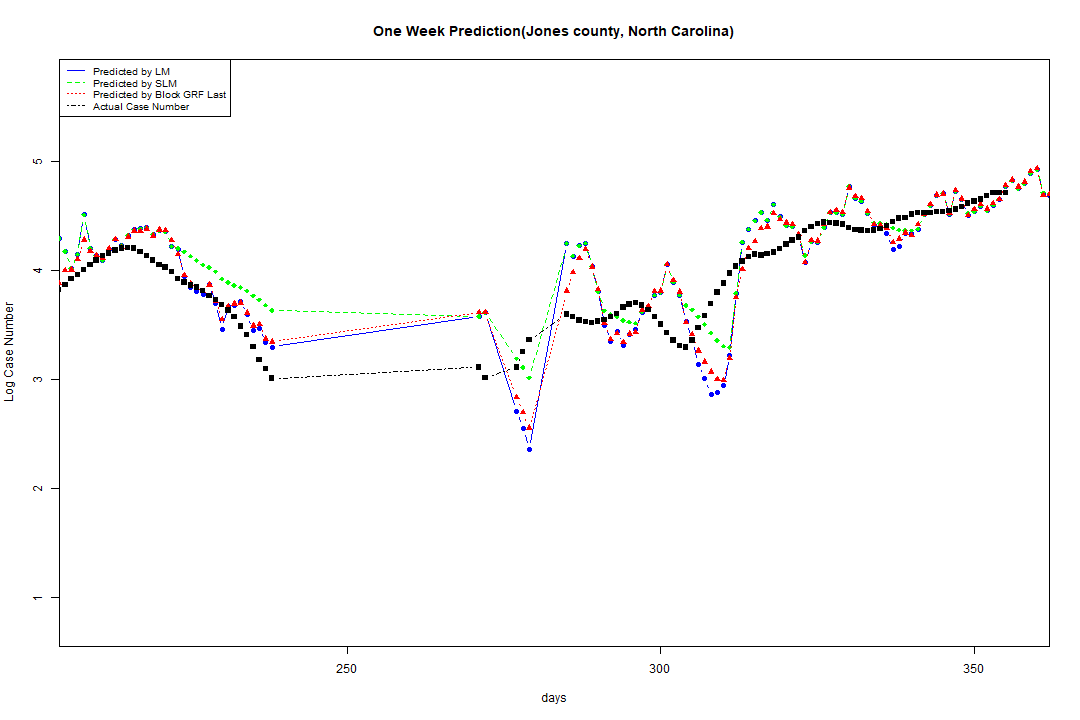 One Week Prediction(Jones county, North Carolina)
Predicted by LM
Predicted by SLM
Predicted by Block GRF Last
Actual Case Number
5
4
3
2
1
Log Case Number
250
300
350
days